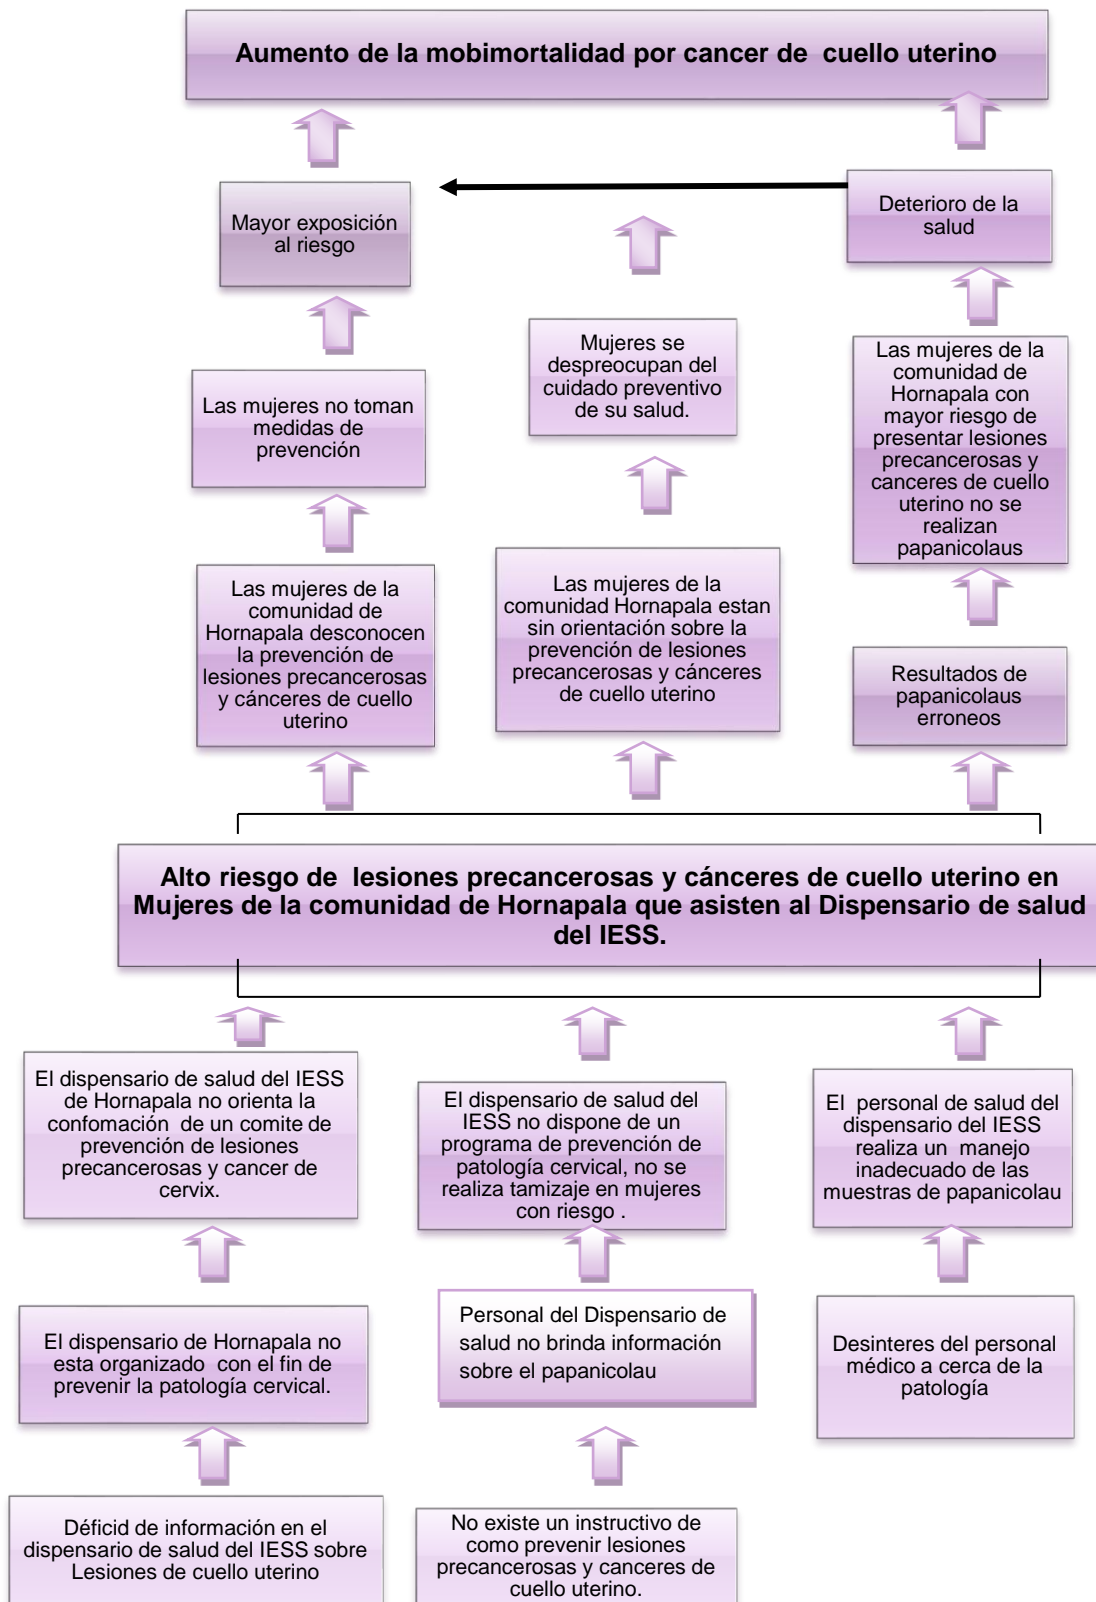 Aumento de la mobimortalidad por cancer de cuello uterino
Mayor exposición
al riesgo
Deterioro de la
salud
Mujeres se
despreocupan del
cuidado preventivo
de su salud.
Las mujeres no toman
medidas de
prevención
Las mujeres de la
comunidad de
Hornapala con
mayor riesgo de
presentar lesiones
precancerosas y
canceres de cuello
uterino no se
realizan
papanicolaus
Las mujeres de la
comunidad de
Hornapala desconocen
la prevención de
lesiones precancerosas
y cánceres de cuello
uterino
Las mujeres de la
comunidad Hornapala estan
sin orientación sobre la
prevención de lesiones
precancerosas y cánceres
de cuello uterino
Resultados de
papanicolaus
erroneos
Alto riesgo de lesiones precancerosas y cánceres de cuello uterino en
Mujeres de la comunidad de Hornapala que asisten al Dispensario de salud
del IESS.
El dispensario de salud del IESS
de Hornapala no orienta la
confomación de un comite de
prevención de lesiones
precancerosas y cancer de
cervix.
El dispensario de salud del
IESS no dispone de un
programa de prevención de
patología cervical, no se
realiza tamizaje en mujeres
con riesgo .
El personal de salud del
dispensario del IESS
realiza un manejo
inadecuado de las
muestras de papanicolau
El dispensario de Hornapala no
esta organizado con el fin de
prevenir la patología cervical.
Personal del Dispensario de
salud no brinda información
sobre el papanicolau
Desinteres del personal
médico a cerca de la
patología
Déficid de información en el
dispensario de salud del IESS sobre
Lesiones de cuello uterino
No existe un instructivo de
como prevenir lesiones
precancerosas y canceres de
cuello uterino.